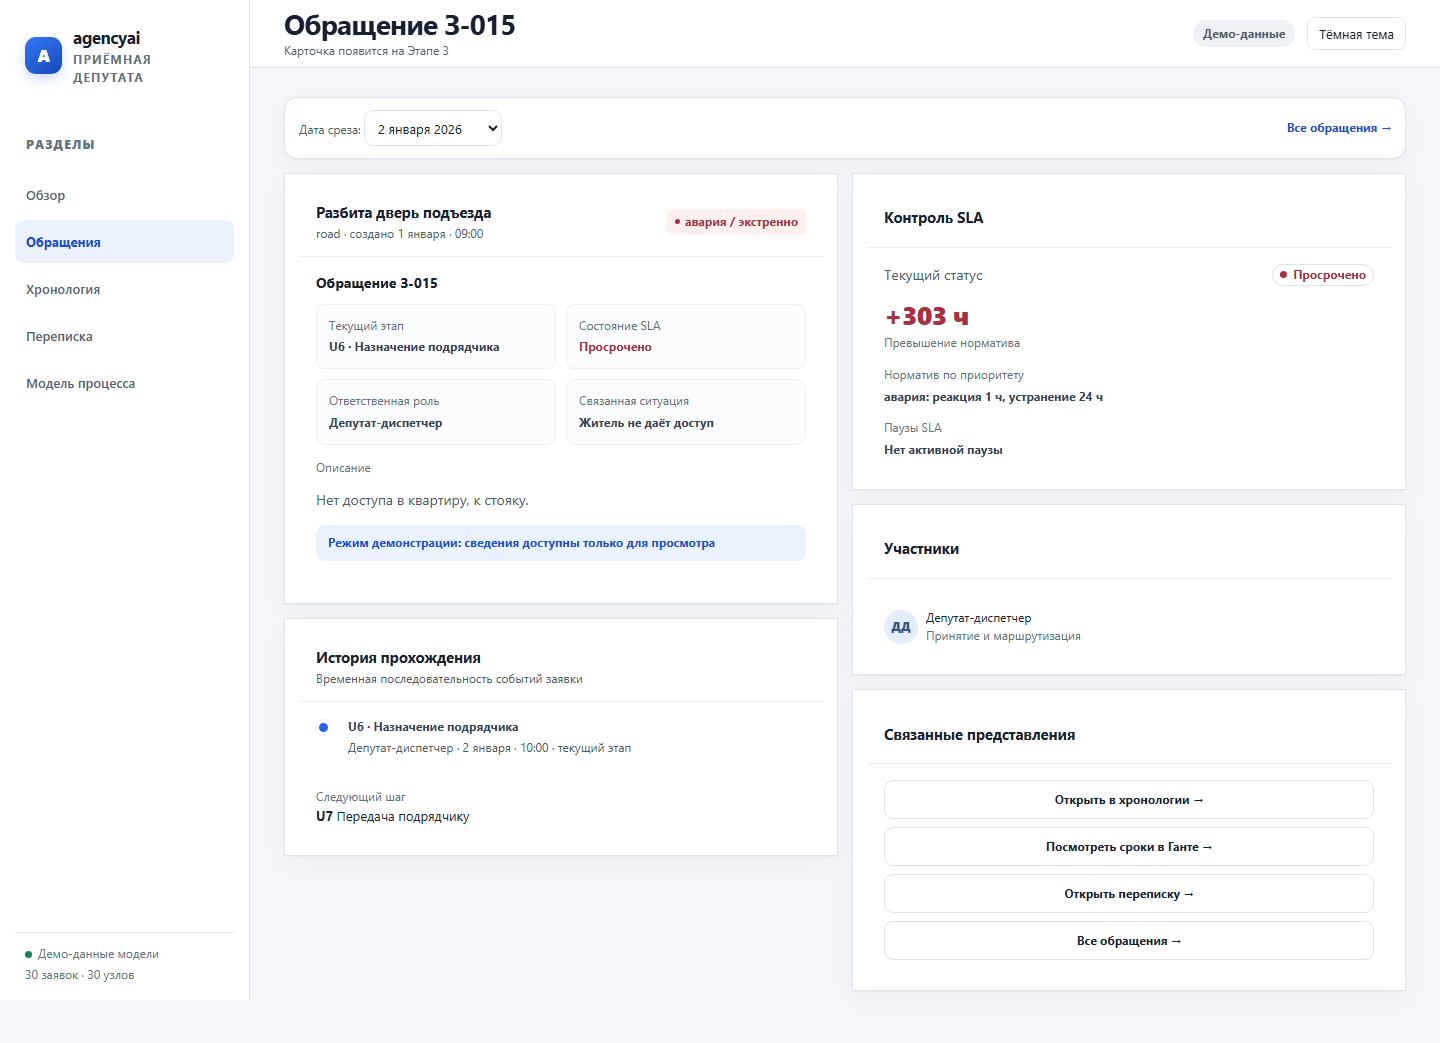 A
agencyai
ПРИЁМНАЯ
ДЕПУТАТА
РАЗДЕЛЫ
Обзор
Обращения
Хронология
Переписка
Модель процесса
Демо-данные модели
30 заявок · 30 узлов
Обращение 3-015
Карточка появится на Этапе 3
Демо-данные
Тёмная тема
Дата среза:
2 января 2026
Все обращения →
Разбита дверь подъезда
road · создано 1 января · 09:00
авария / экстренно
Обращение 3-015
Текущий этап
U6 · Назначение подрядчика
Состояние SLA
Просрочено
Ответственная роль
Депутат-диспетчер
Связанная ситуация
Житель не даёт доступ
Описание
Нет доступа в квартиру, к стояку.
Режим демонстрации: сведения доступны только для просмотра
История прохождения
Временная последовательность событий заявки
U6 · Назначение подрядчика
Депутат-диспетчер · 2 января · 10:00 · текущий этап
Следующий шаг
U7 Передача подрядчику
Контроль SLA
Текущий статус
Просрочено
+303 ч
Превышение норматива
Норматив по приоритету
авария: реакция 1 ч, устранение 24 ч
Паузы SLA
Нет активной паузы
Участники
ДД
Депутат-диспетчер
Принятие и маршрутизация
Связанные представления
Открыть в хронологии →
Посмотреть сроки в Ганте →
Открыть переписку →
Все обращения →